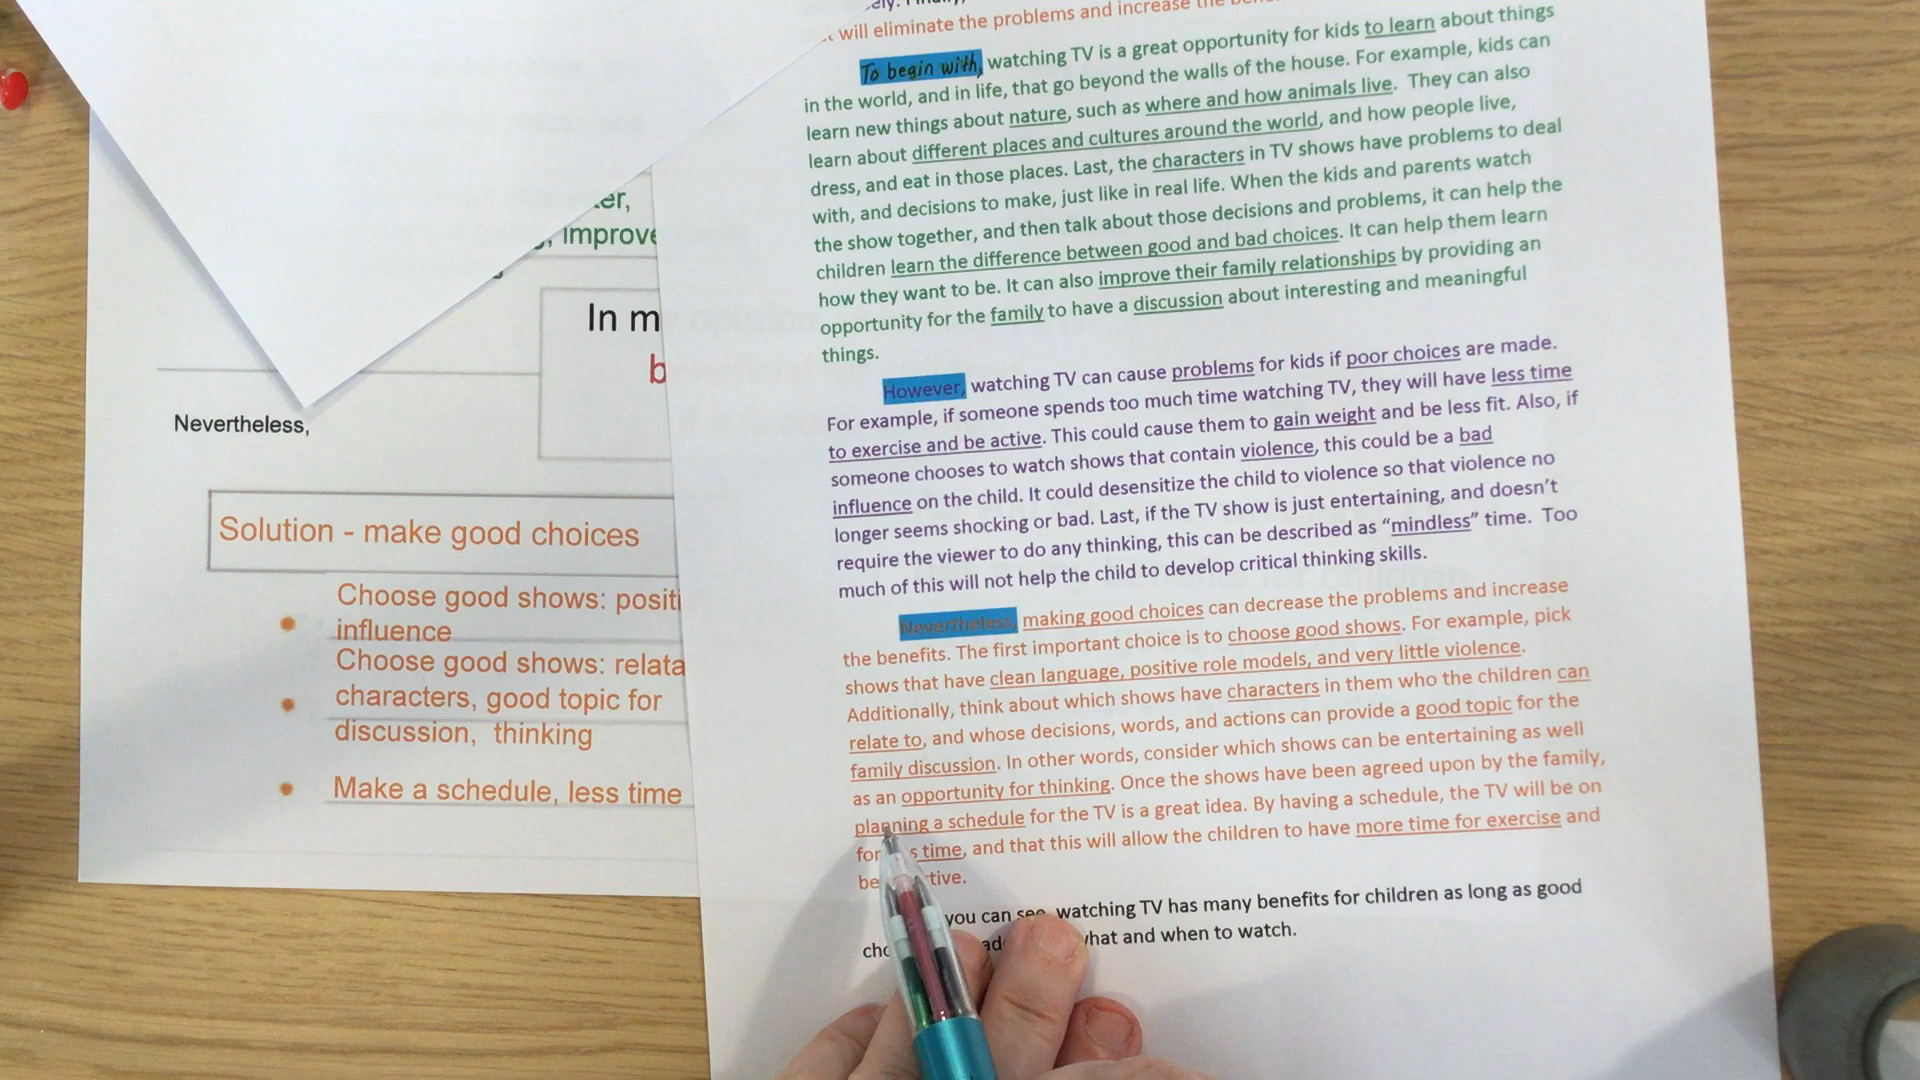 ter,
improve
In m
b
Nevertheless,
Solution - make good choices
Choose good shows: positi
influence
Choose good shows: relata
characters, good topic for
discussion, thinking
Make a schedule, less time
will eliminate the problems and increase the
To begin with, watching TV is a great opportunity for kids to learn about things
in the world, and in life, that go beyond the walls of the house. For example, kids can
learn new things about nature, such as where and how animals live. They can also
learn about different places and cultures around the world, and how people live,
dress, and eat in those places. Last, the characters in TV shows have problems to deal
with, and decisions to make, just like in real life. When the kids and parents watch
the show together, and then talk about those decisions and problems, it can help the
children learn the difference between good and bad choices. It can help them learn
how they want to be. It can also improve their family relationships by providing an
opportunity for the family to have a discussion about interesting and meaningful
things.
However, watching TV can cause problems for kids if poor choices are made.
For example, if someone spends too much time watching TV, they will have less time
to exercise and be active. This could cause them to gain weight and be less fit. Also, if
someone chooses to watch shows that contain violence, this could be a bad
influence on the child. It could desensitize the child to violence so that violence no
longer seems shocking or bad. Last, if the TV show is just entertaining, and doesn't
require the viewer to do any thinking, this can be described as "mindless" time. Too
much of this will not help the child to develop critical thinking skills.
Nevertheless, making good choices can decrease the problems and increase
the benefits. The first important choice is to choose good shows. For example, pick
shows that have clean language, positive role models, and very little violence.
Additionally, think about which shows have characters in them who the children can
relate to, and whose decisions, words, and actions can provide a good topic for the
family discussion. In other words, consider which shows can be entertaining as well
as an opportunity for thinking. Once the shows have been agreed upon by the family,
planning a schedule for the TV is a great idea. By having a schedule, the TV will be on
for s time, and that this will allow the children to have more time for exercise and
be tive.
you can see, watching TV has many benefits for children as long as good
cho ad what and when to watch.